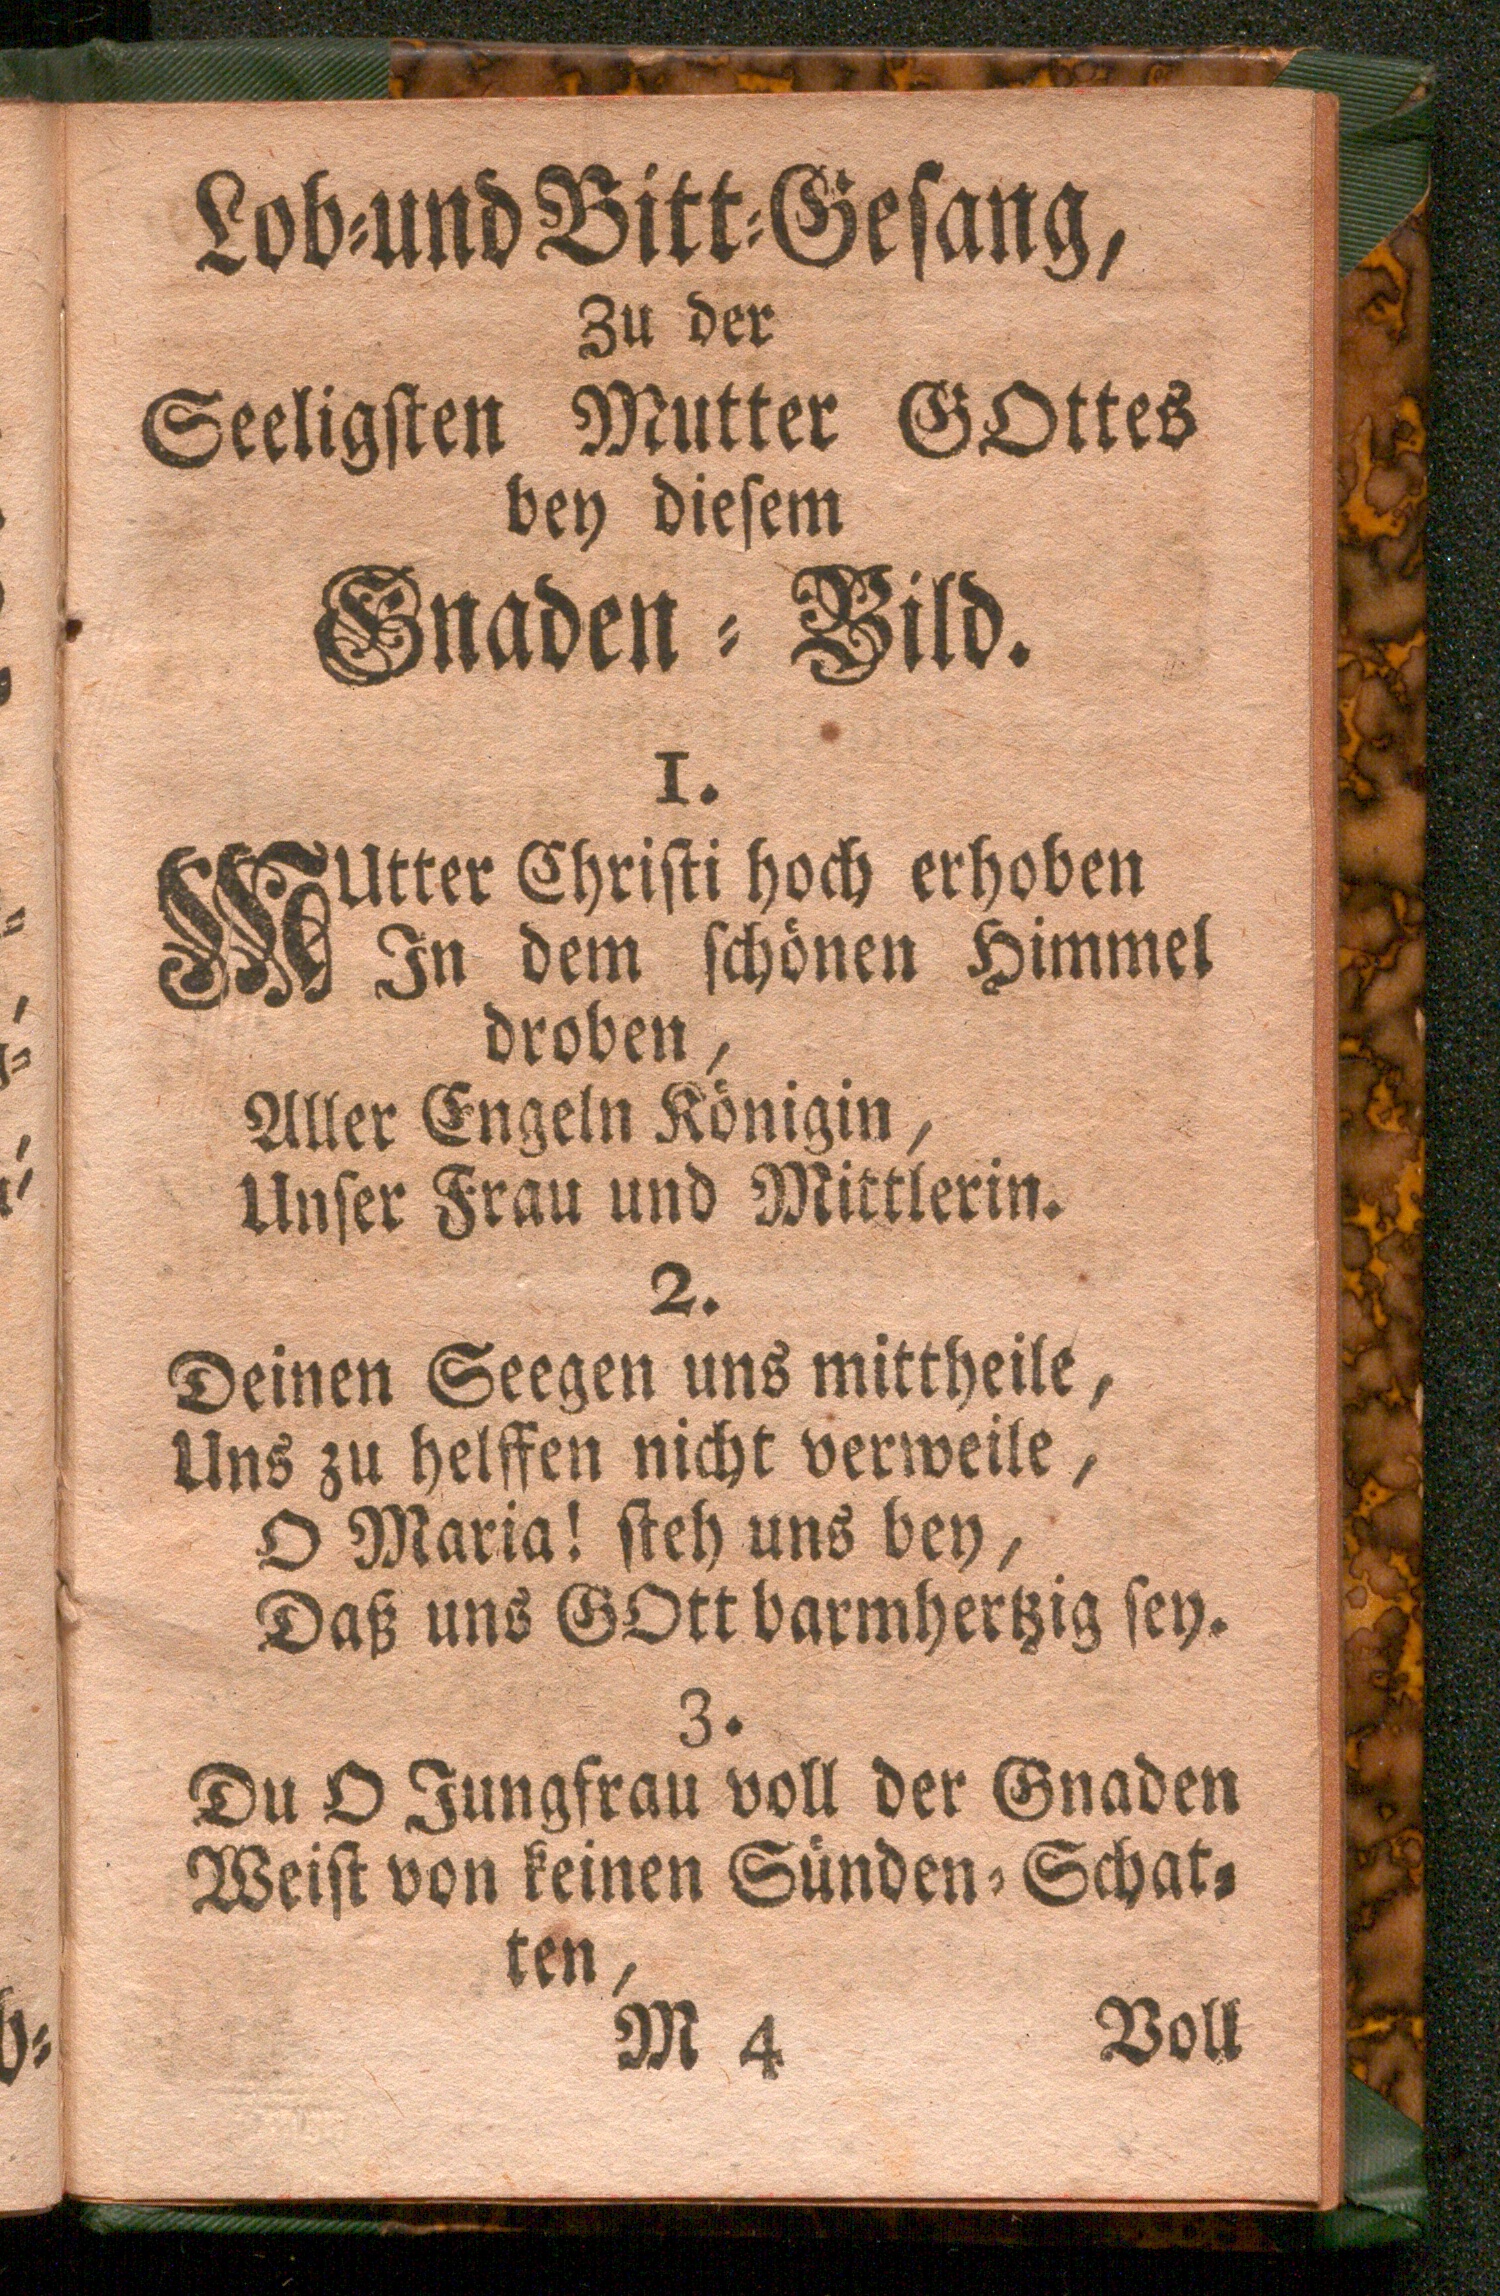 Lob-und Bitt-Gesang,
Zu der
Seeligsten Mutter GOttes
bey diesem
Gnaden - Bild.
1.
MUtter Christi hoch erhoben
In dem schönen Himmel
droben,
Aller Engeln Königin,
Unser Frau und Mittlerin.
2.
Deinen Seegen uns mittheile,
Uns zu helffen nicht verweile,
O Maria! steh uns bey,
Daß uns GOtt barmhertzig sey.
3.
Du O Jungfrau voll der Gnaden
Weist von keinen Sünden-Schat-
ten,
M 4 Voll